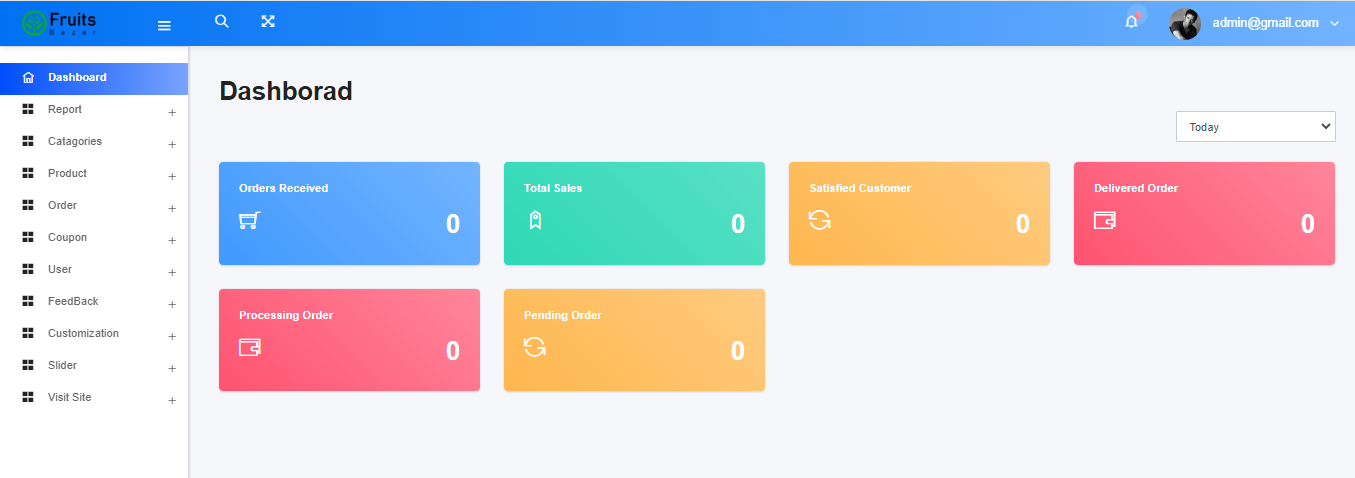 Fruits
Bazar
admin@gmail.com
Dashboard
Report +
Catagories +
Product +
Order +
Coupon +
User +
FeedBack +
Customization +
Slider +
Visit Site +
Dashborad
Today
Orders Received
0
Total Sales
0
Satisfied Customer
0
Delivered Order
0
Processing Order
0
Pending Order
0